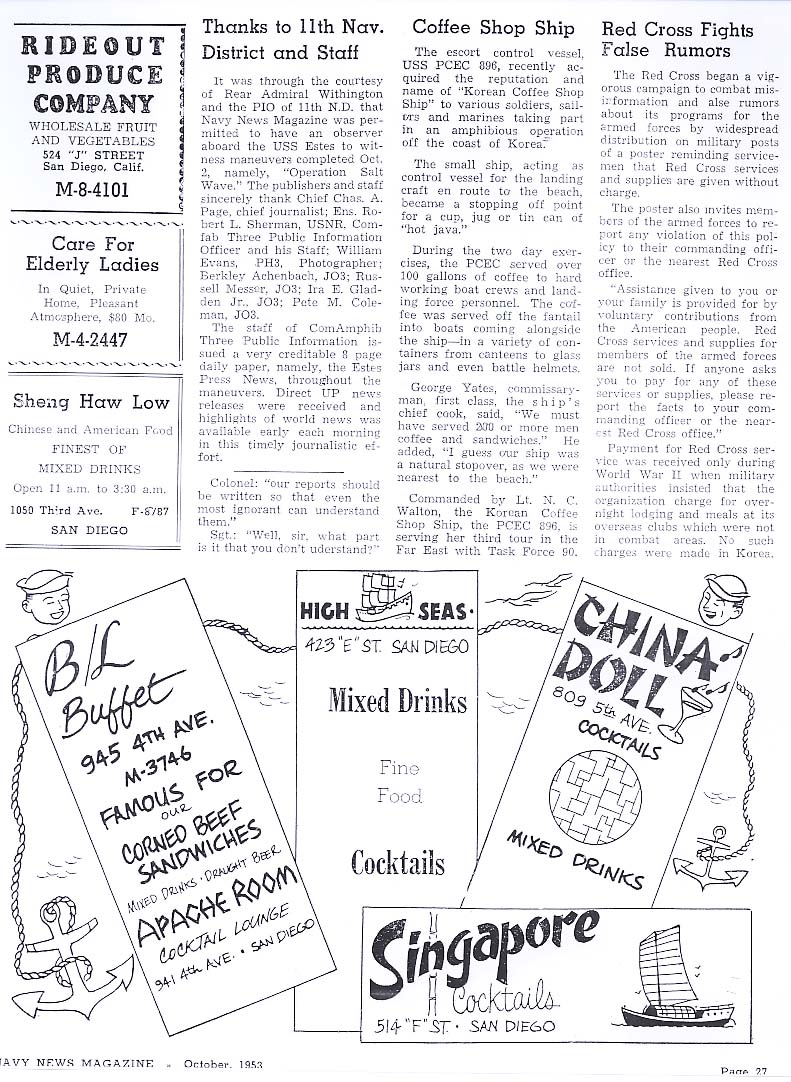 RIDEOUT
PRODUCE
COMPANY
WHOLESALE FRUIT
AND VEGETABLES
524 "J" STREET
San Diego, Calif.
M-8-4101
Care For
Elderly Ladies
In Quiet, Private
Home, Pleasant
Atmosphere, $80 Mo.
M-4-2447
Sheng Haw Low
Chinese and American Food
FINEST OF
MIXED DRINKS
Open 11 a.m. to 3:30 a.m.
1050 Third Ave. F-8787
SAN DIEGO
Thanks to 11th Nav.
District and Staff
It was through the courtesy
of Rear Admiral Withington
and the PIO of 11th N.D. that
Navy News Magazine was per-
mitted to have an observer
aboard the USS Estes to wit-
ness maneuvers completed Oct.
2, namely, "Operation Salt
Wave." The publishers and staff
sincerely thank Chief Chas. A.
Page, chief journalist; Ens. Ro-
bert L. Sherman, USNR, Com-
fab Three Public Information
Officer and his Staff; William
Evans, PH3, Photographer;
Berkley Achenbach, JO3; Rus-
sell Messer, JO3; Ira E. Glad-
den Jr., JO3; Pete M. Cole-
man, JO3.
The staff of ComAmphib
Three Public Information is-
sued a very creditable 8 page
daily paper, namely, the Estes
Press News, throughout the
maneuvers. Direct UP news
releases were received and
highlights of world news was
available early each morning
in this timely journalistic ef-
fort.
Colonel: "our reports should
be written so that even the
most ignorant can understand
them."
Sgt.: "Well, sir, what part
is it that you don't uderstand?"
Coffee Shop Ship
The escort control vessel,
USS PCEC 896, recently ac-
quired the reputation and
name of "Korean Coffee Shop
Ship" to various soldiers, sail-
ors and marines taking part
in an amphibious operation
off the coast of Korea.
The small ship, acting as
control vessel for the landing
craft en route to the beach,
became a stopping off point
for a cup, jug or tin can of
"hot java."
During the two day exer-
cises, the PCEC served over
100 gallons of coffee to hard
working boat crews and land-
ing force personnel. The cof-
fee was served off the fantail
into boats coming alongside
the ship—in a variety of con-
tainers from canteens to glass
jars and even battle helmets.
George Yates, commissary-
man, first class, the ship's
chief cook, said, "We must
have served 200 or more men
coffee and sandwiches." He
added, "I guess our ship was
a natural stopover, as we were
nearest to the beach."
Commanded by Lt. N. C.
Walton, the Korean Coffee
Shop Ship, the PCEC 896, is
serving her third tour in the
Far East with Task Force 90.
Red Cross Fights
False Rumors
The Red Cross began a vig-
orous campaign to combat mis-
information and alse rumors
about its programs for the
armed forces by widespread
distribution on military posts
of a poster reminding service-
men that Red Cross services
and supplies are given without
charge.
The poster also invites mem-
bers of the armed forces to re-
port any violation of this pol-
icy to their commanding offi-
cer or the nearest Red Cross
office.
"Assistance given to you or
your family is provided for by
voluntary contributions from
the American people. Red
Cross services and supplies for
members of the armed forces
are not sold. If anyone asks
you to pay for any of these
services or supplies, please re-
port the facts to your com-
manding officer or the near-
est Red Cross office."
Payment for Red Cross ser-
vice was received only during
World War II when military
authorities insisted that the
organization charge for over-
night lodging and meals at its
overseas clubs which were not
in combat areas. No such
charges were made in Korea.
B/L
Buffet
945 4TH AVE.
M-3746
FAMOUS FOR
OUR
CORNED BEEF
SANDWICHES
MIXED DRINKS · DRAUGHT BEER
APACHE ROOM
COCKTAIL LOUNGE
941 4th AVE. · SAN DIEGO
HIGH SEAS·
423 "E" ST. SAN DIEGO
Mixed Drinks
Fine
Food
Cocktails
CHINA
DOLL
809 5th AVE.
COCKTAILS
MIXED DRINKS
Singapore
Cocktails
514 "F" ST. · SAN DIEGO
NAVY NEWS MAGAZINE - October, 1953
Page 27